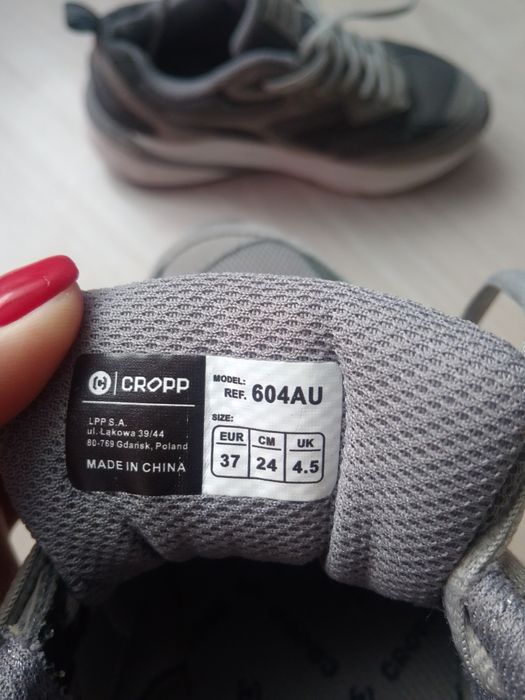 CROPP
LPP S.A.
ul. Łąkowa 39/44
80-769 Gdańsk, Poland
MADE IN CHINA
MODEL:
REF. 604AU
SIZE:
EUR CM UK
37 24 4.5
CROPP